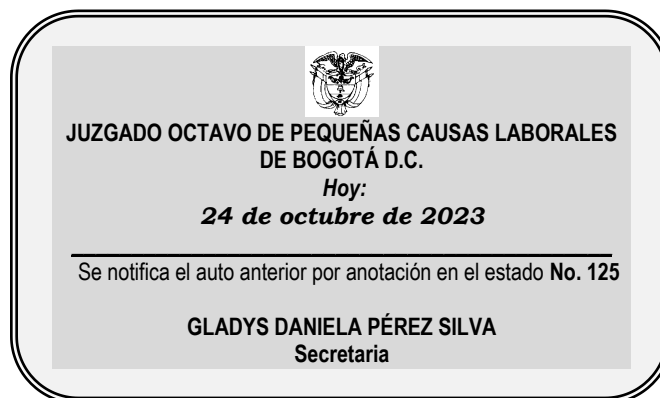 JUZGADO OCTAVO DE PEQUEÑAS CAUSAS LABORALES
DE BOGOTÁ D.C.
Hoy:
24 de octubre de 2023
Se notifica el auto anterior por anotación en el estado No. 125
GLADYS DANIELA PÉREZ SILVA
Secretaria